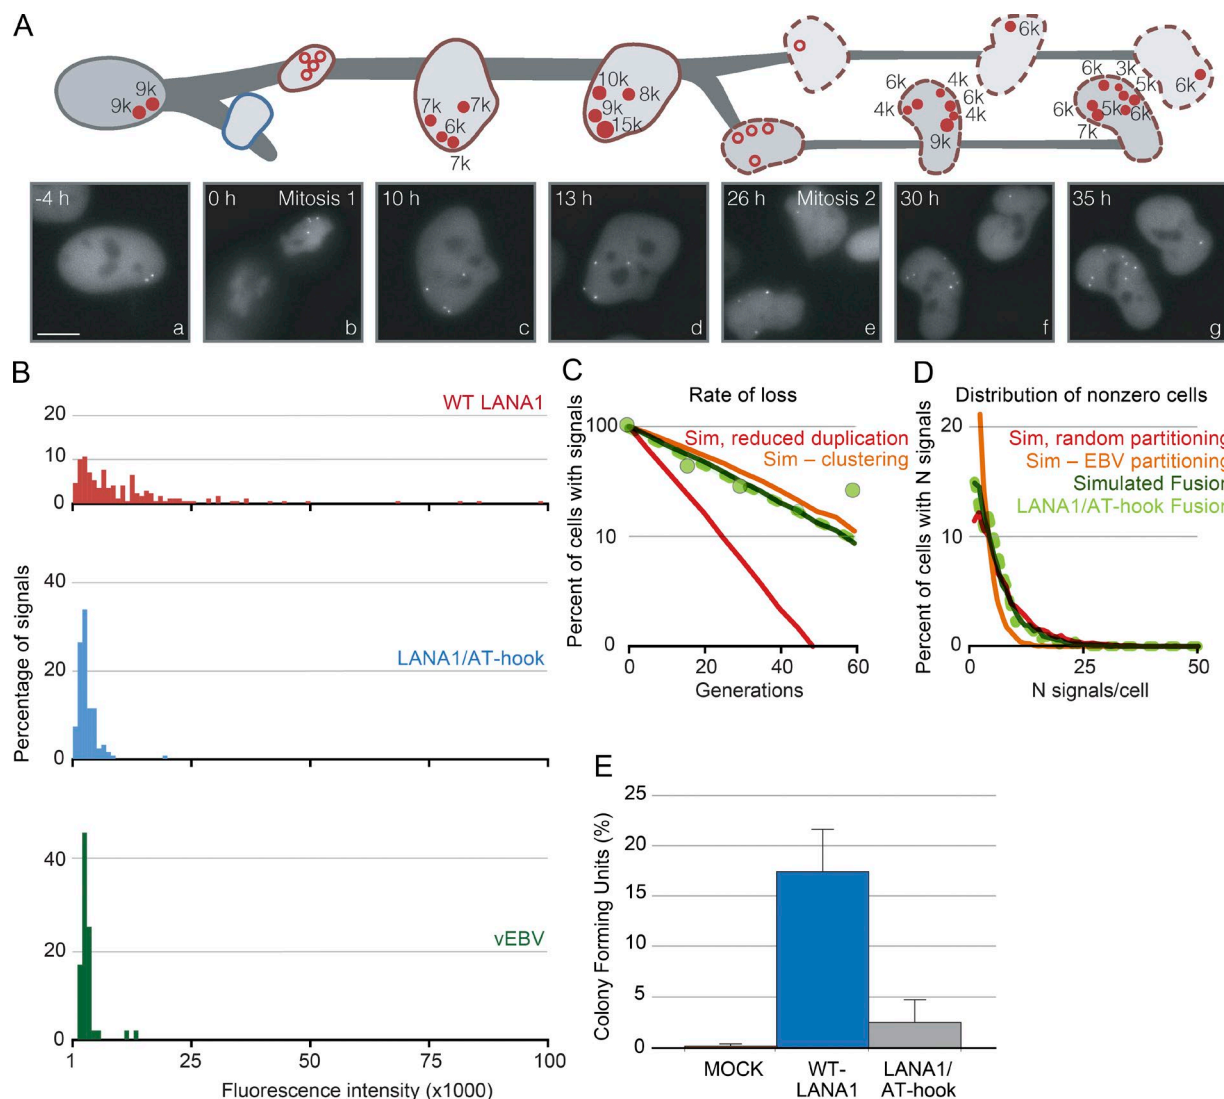 A
9k
9k
7k
7k
6k
7k
10k
8k
9k
15k
6k
4k
6k
4k
4k
9k
6k
3k
6k
5k
5k
6k
7k
6k
-4 h
a
0 h Mitosis 1
b
10 h
c
13 h
d
26 h Mitosis 2
e
30 h
f
35 h
g
B
Percentage of signals
WT LANA1
20
10
0
LANA1/AT-hook
40
20
0
vEBV
40
20
0
1 25 50 75 100
Fluorescence intensity (x1000)
C
Rate of loss
Percent of cells with signals
100
10
0
Sim, reduced duplication
Sim – clustering
0 20 40 60
Generations
D
Distribution of nonzero cells
Percent of cells with N signals
20
10
0
Sim, random partitioning
Sim – EBV partitioning
Simulated Fusion
LANA1/AT-hook Fusion
0 25 50
N signals/cell
E
Colony Forming Units (%)
25
20
15
10
5
0
MOCK
WT-
LANA1
LANA1/
AT-hook